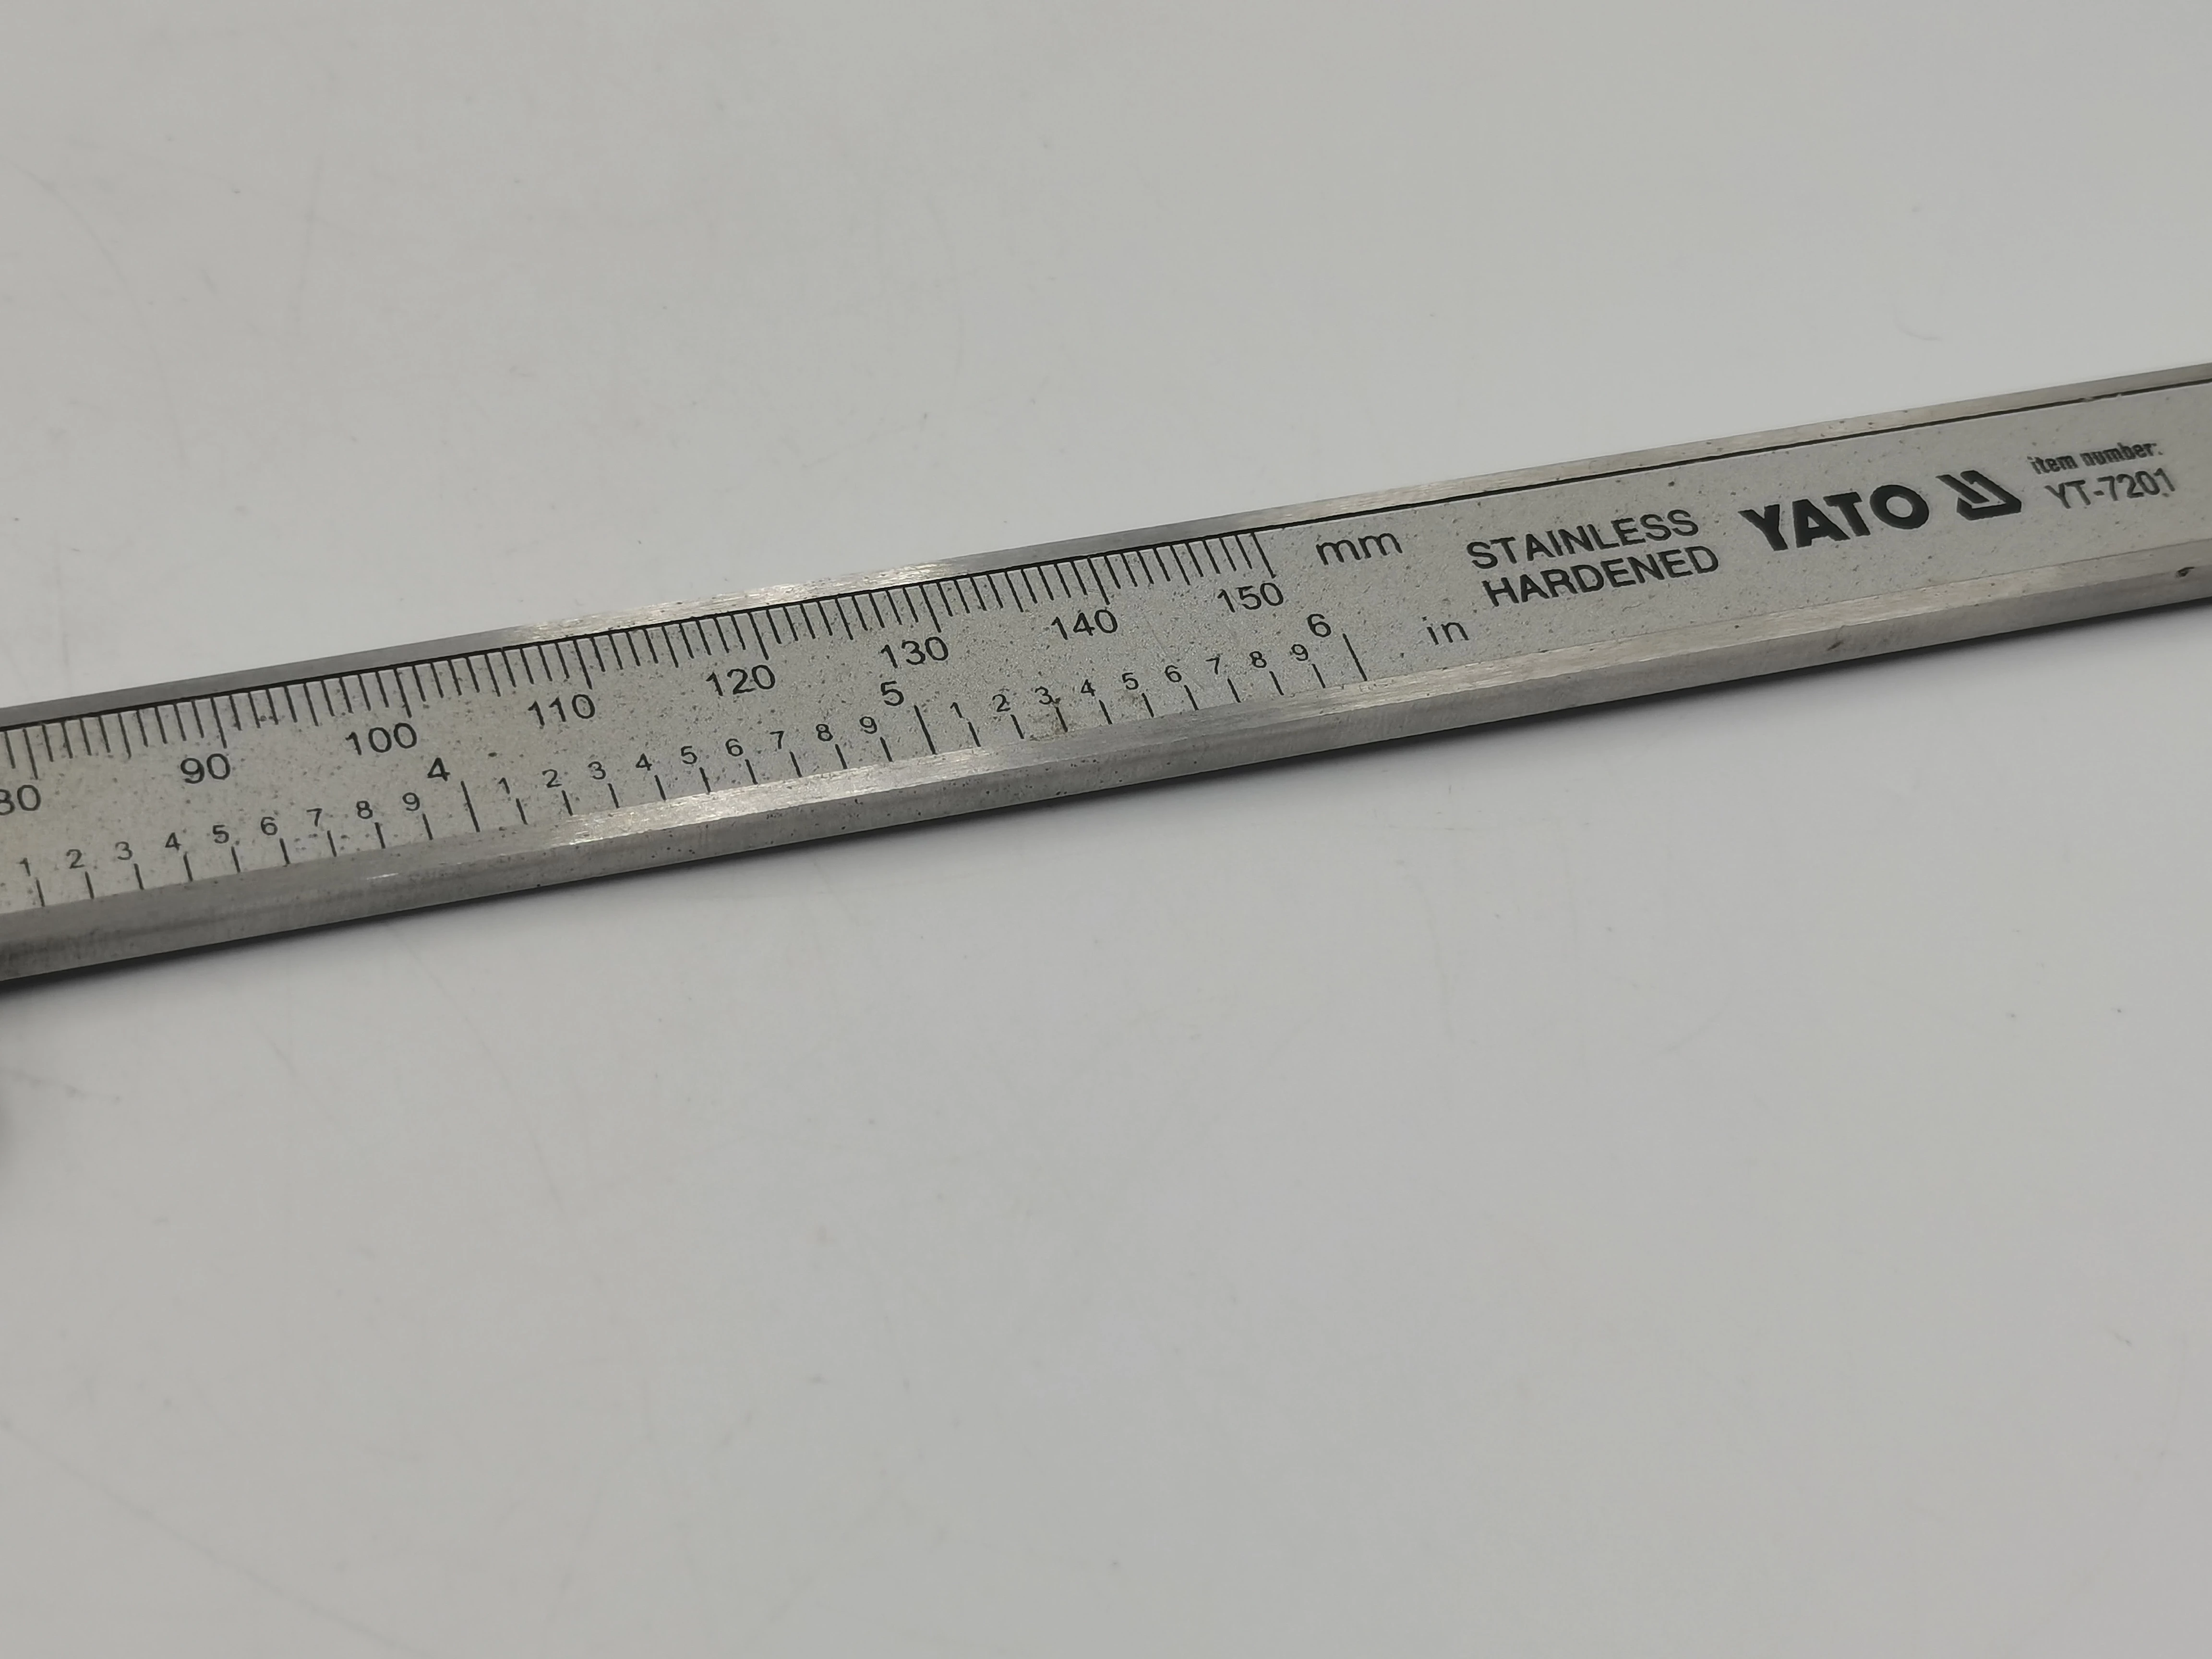 90 100 110 120 130 140 150 mm
1 2 3 4 5 6 7 8 9 4 1 2 3 4 5 6 7 8 9 5 1 2 3 4 5 6 7 8 9 6 in
STAINLESS
HARDENED
YATO
item number:
YT-7201